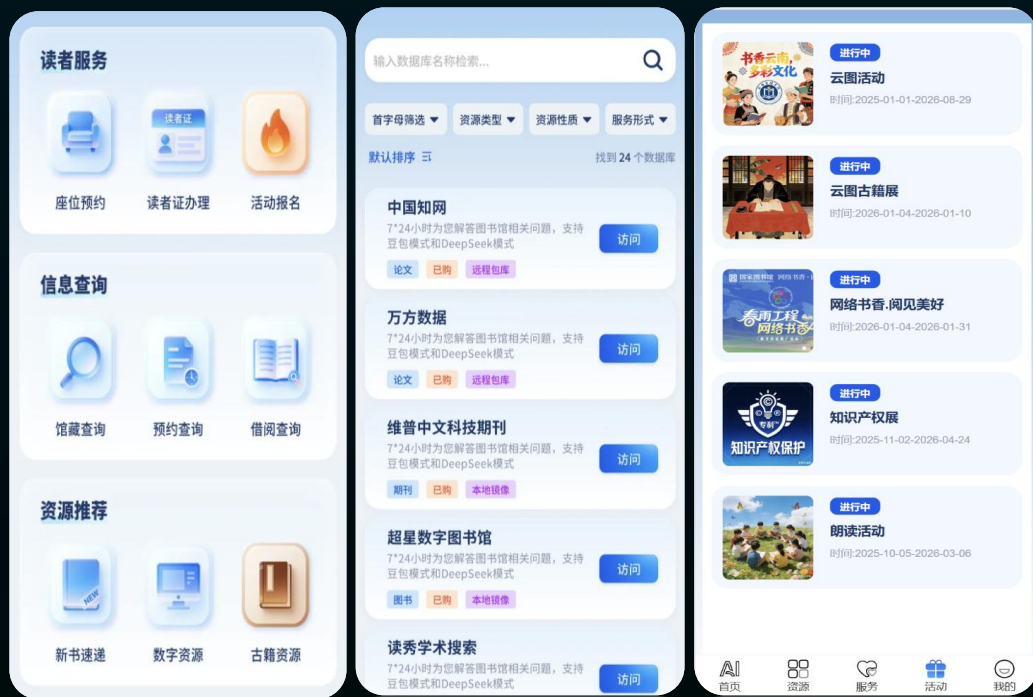 读者服务
读者证
座位预约
读者证办理
活动报名
信息查询
馆藏查询
预约查询
借阅查询
资源推荐
NEW
新书速递
数字资源
古籍资源
输入数据库名称检索...
首字母筛选
资源类型
资源性质
服务形式
默认排序
找到 24 个数据库
中国知网
7*24小时为您解答图书馆相关问题，支持
豆包模式和DeepSeek模式
访问
论文 已购 远程包库
万方数据
7*24小时为您解答图书馆相关问题，支持
豆包模式和DeepSeek模式
访问
论文 已购 远程包库
维普中文科技期刊
7*24小时为您解答图书馆相关问题，支持
豆包模式和DeepSeek模式
访问
期刊 已购 本地镜像
超星数字图书馆
7*24小时为您解答图书馆相关问题，支持
豆包模式和DeepSeek模式
访问
图书 已购 本地镜像
读秀学术搜索
7*24小时为您解答图书馆相关问题，支持
豆包模式和DeepSeek模式
访问
书香云南，
多彩文化
进行中
云图活动
时间:2025-01-01-2026-08-29
进行中
云图古籍展
时间:2026-01-04-2026-01-10
国家图书馆 网络书香
春雨工程
网络书香
进行中
网络书香.阅见美好
时间:2026-01-04-2026-01-31
专利
知识产权保护
进行中
知识产权展
时间:2025-11-02-2026-04-24
进行中
朗读活动
时间:2025-10-05-2026-03-06
AI
首页
资源
服务
活动
我的